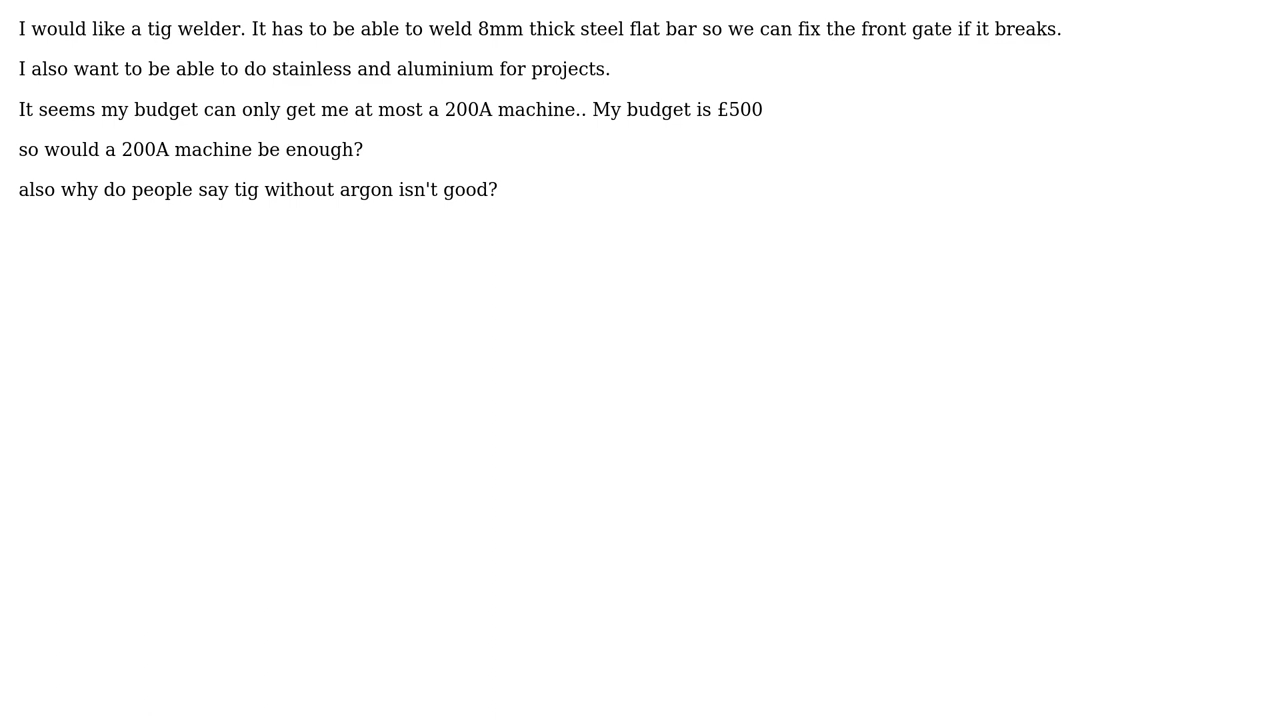 I would like a tig welder. It has to be able to weld 8mm thick steel flat bar so we can fix the front gate if it breaks.
I also want to be able to do stainless and aluminium for projects.
It seems my budget can only get me at most a 200A machine.. My budget is £500
so would a 200A machine be enough?
also why do people say tig without argon isn't good?